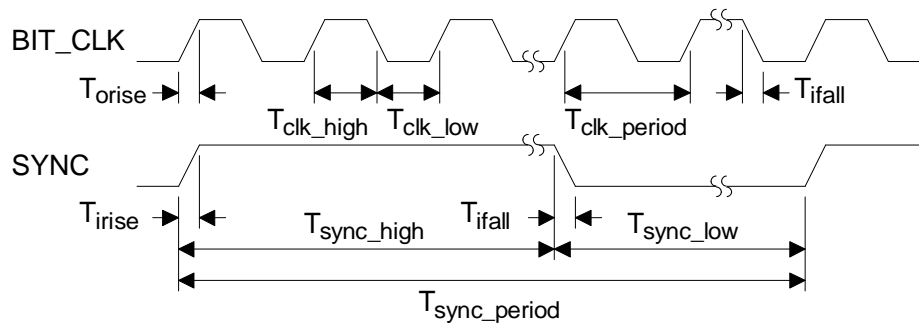 BIT_CLK
T_orise T_ifall
T_clk_high T_clk_low T_clk_period
SYNC
T_irise T_sync_high T_ifall T_sync_low
T_sync_period